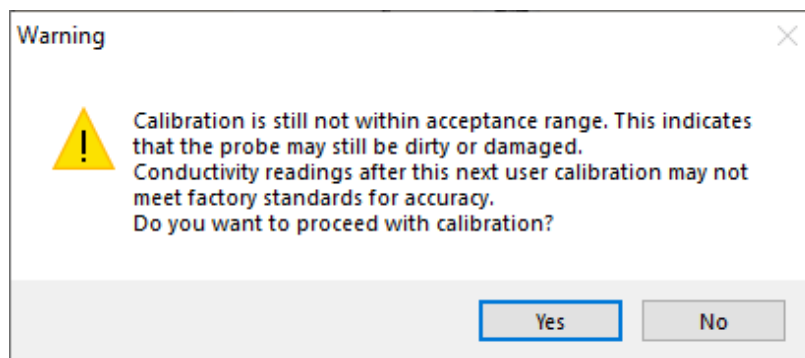 Warning
Calibration is still not within acceptance range. This indicates
that the probe may still be dirty or damaged.
Conductivity readings after this next user calibration may not
meet factory standards for accuracy.
Do you want to proceed with calibration?
Yes
No